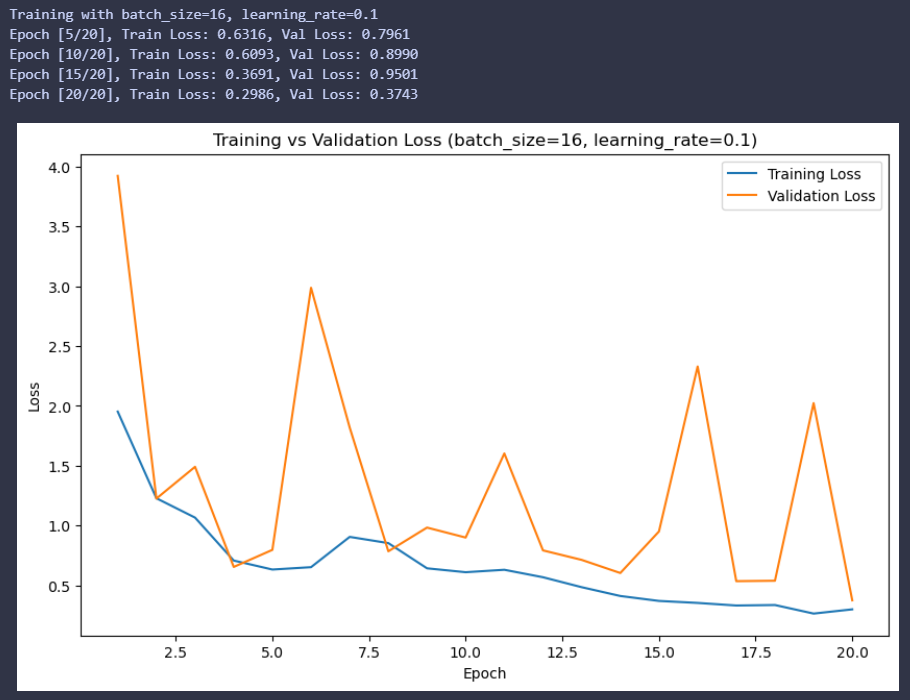 Training with batch_size=16, learning_rate=0.1
Epoch [5/20], Train Loss: 0.6316, Val Loss: 0.7961
Epoch [10/20], Train Loss: 0.6093, Val Loss: 0.8990
Epoch [15/20], Train Loss: 0.3691, Val Loss: 0.9501
Epoch [20/20], Train Loss: 0.2986, Val Loss: 0.3743
Training vs Validation Loss (batch_size=16, learning_rate=0.1)
Training Loss
Validation Loss
4.0
3.5
3.0
2.5
2.0
1.5
1.0
0.5
Loss
2.5 5.0 7.5 10.0 12.5 15.0 17.5 20.0
Epoch